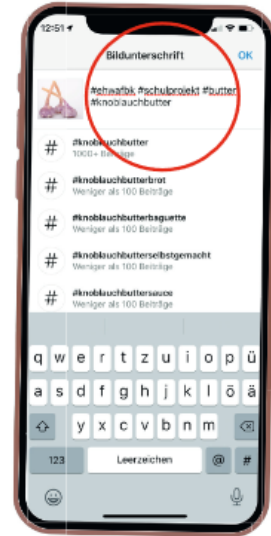 12:51
Bildunterschrift OK
#ehwafbk #schulprojekt #butter
#knoblauchbutter
# #knoblauchbutter
1000+ Beiträge
# #knoblauchbutterbrot
Weniger als 100 Beiträge
# #knoblauchbutterbaguette
Weniger als 100 Beiträge
# #knoblauchbutterselbstgemacht
Weniger als 100 Beiträge
# #knoblauchbuttersauce
Weniger als 100 Beiträge
q w e r t z u i o p ü
a s d f g h j k l ö ä
y x c v b n m
123 Leerzeichen @ #